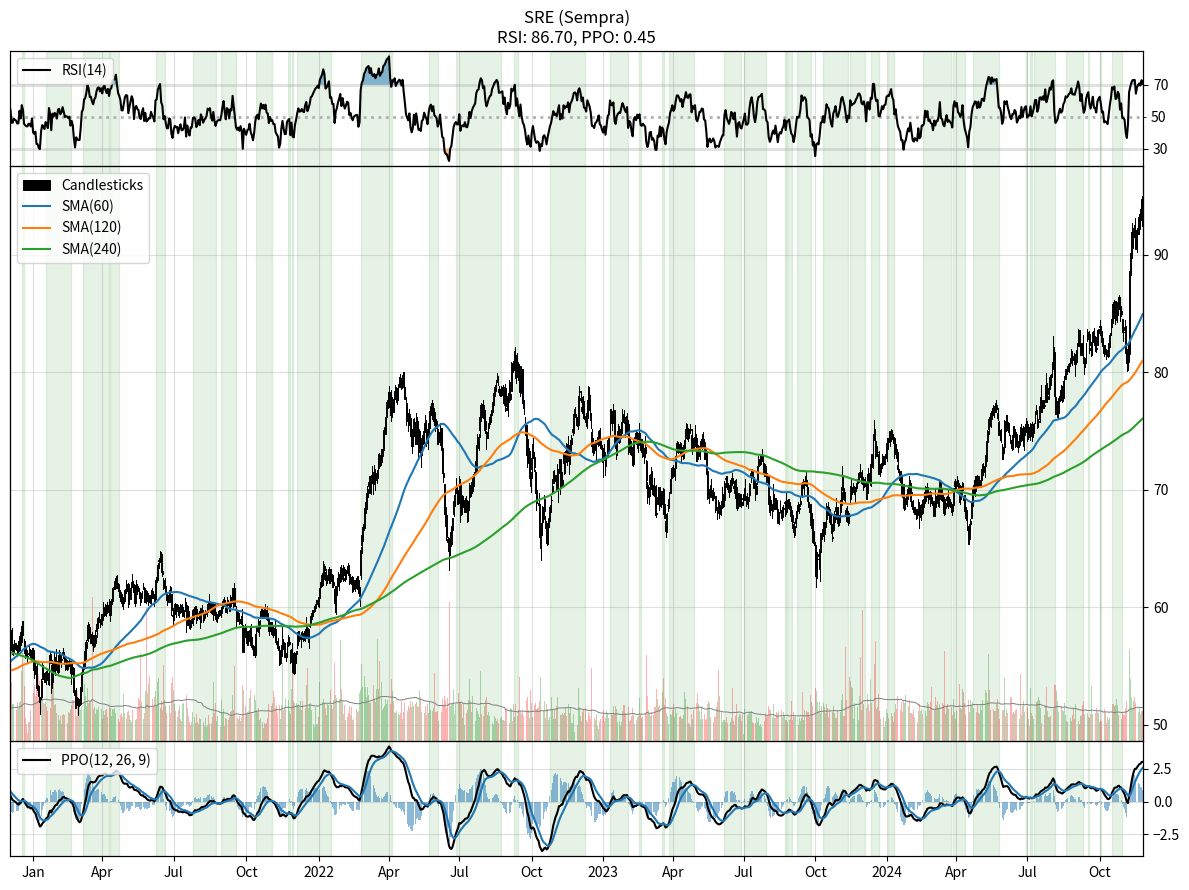 SRE (Sempra)
RSI: 86.70, PPO: 0.45
RSI(14)
70
50
30
Candlesticks
SMA(60)
SMA(120)
SMA(240)
90
80
70
60
50
PPO(12, 26, 9)
2.5
0.0
−2.5
Jan Apr Jul Oct 2022 Apr Jul Oct 2023 Apr Jul Oct 2024 Apr Jul Oct